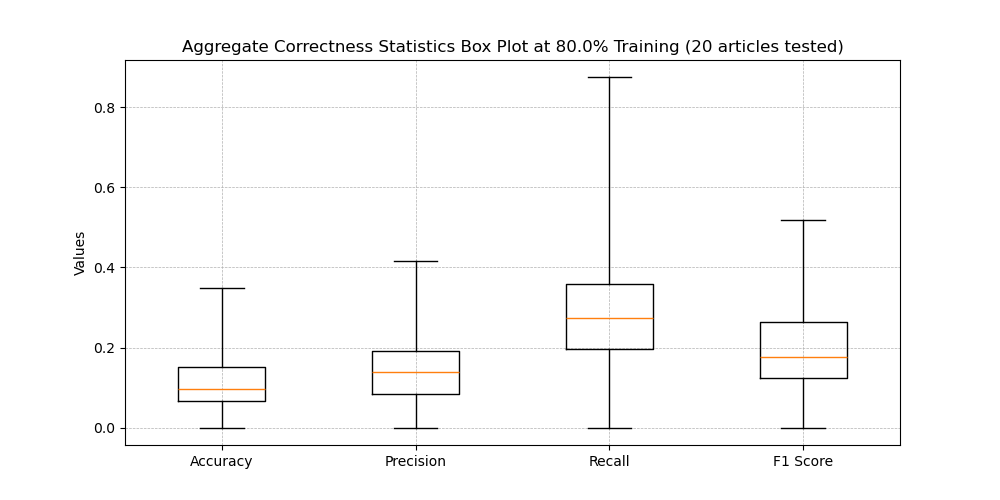 Aggregate Correctness Statistics Box Plot at 80.0% Training (20 articles tested)
Values
0.8
0.6
0.4
0.2
0.0
Accuracy
Precision
Recall
F1 Score